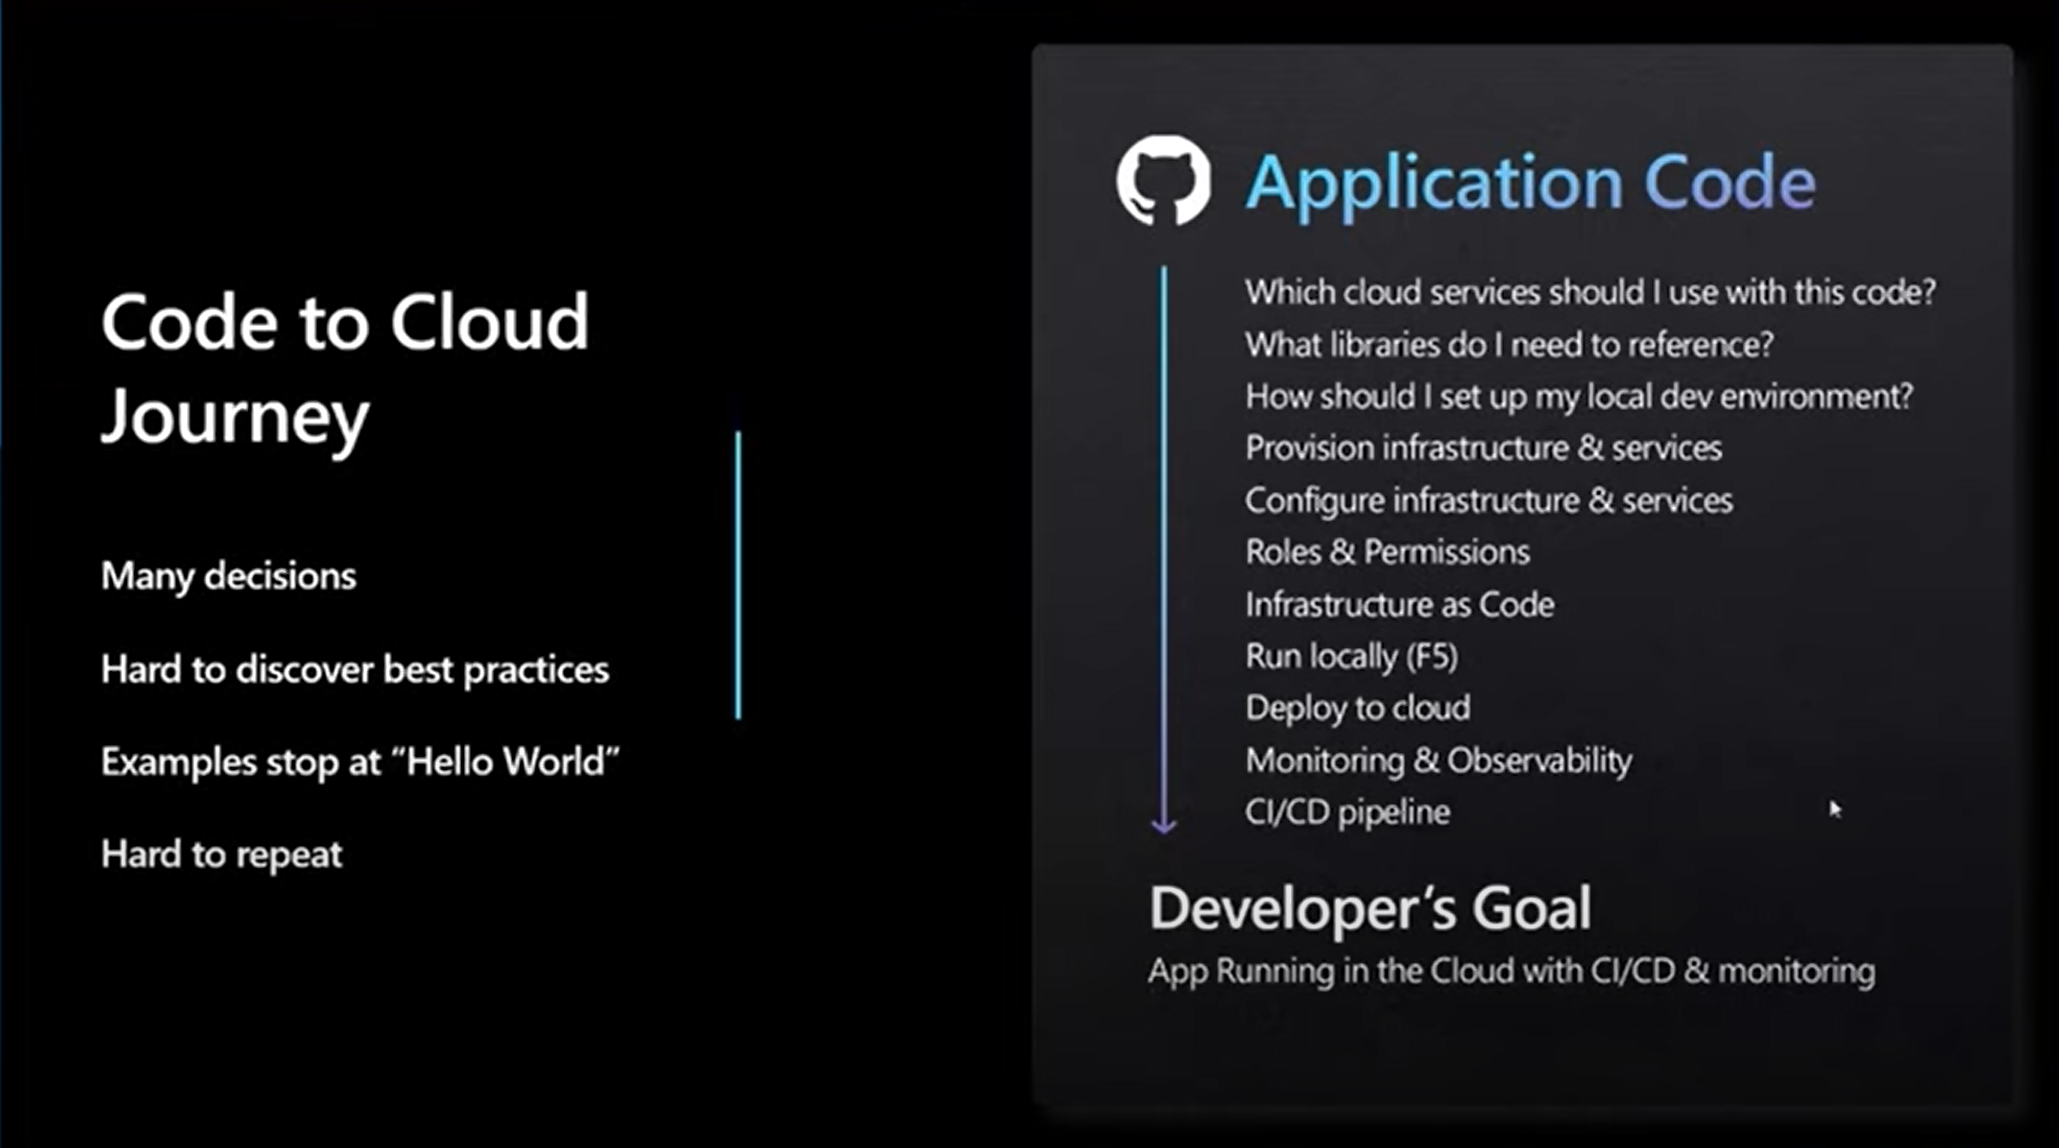 Code to Cloud
Journey
Many decisions
Hard to discover best practices
Examples stop at “Hello World”
Hard to repeat
Application Code
Which cloud services should I use with this code?
What libraries do I need to reference?
How should I set up my local dev environment?
Provision infrastructure & services
Configure infrastructure & services
Roles & Permissions
Infrastructure as Code
Run locally (F5)
Deploy to cloud
Monitoring & Observability
CI/CD pipeline
Developer‘s Goal
App Running in the Cloud with CI/CD & monitoring